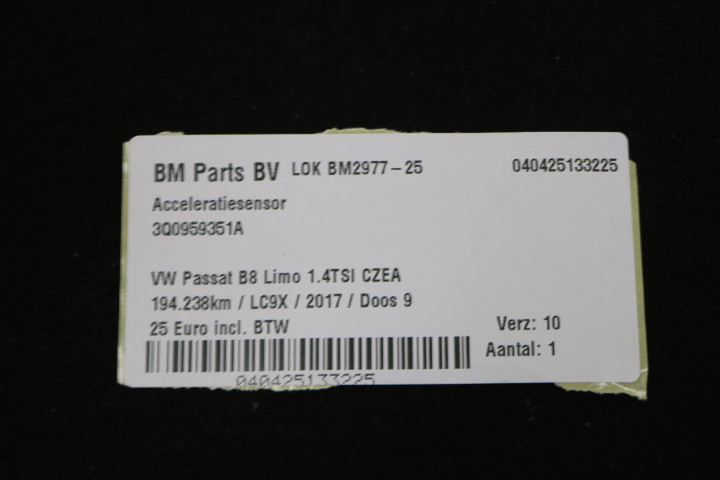 BM Parts BV LOK BM2977-25 040425133225
Acceleratiesensor
3Q0959351A
VW Passat B8 Limo 1.4TSI CZEA
194.238km / LC9X / 2017 / Doos 9
25 Euro incl. BTW Verz: 10
Aantal: 1
040425133225